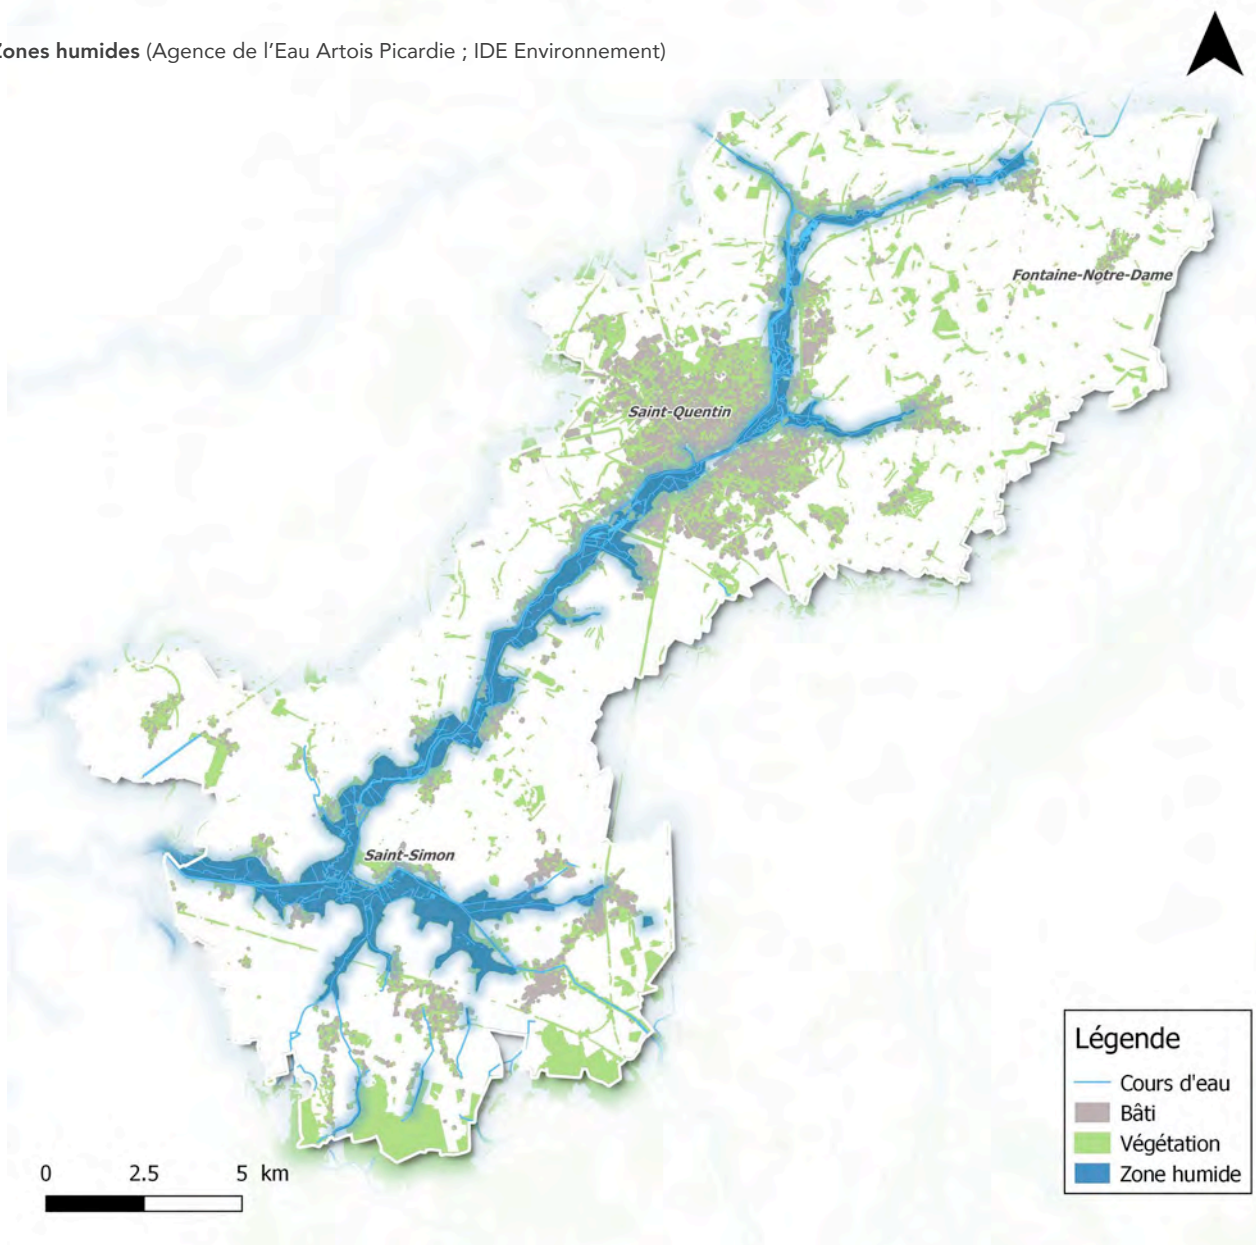 Zones humides (Agence de l'Eau Artois Picardie ; IDE Environnement)
Fontaine-Notre-Dame
Saint-Quentin
Saint-Simon
Légende
Cours d'eau
Bâti
Végétation
Zone humide
0 2.5 5 km